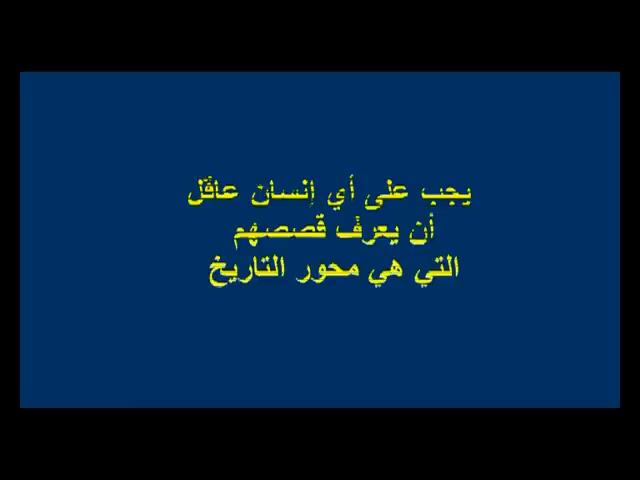 يجب على أي إنسان عاقل
أن يعرف قصصهم
التي هي محور التاريخ